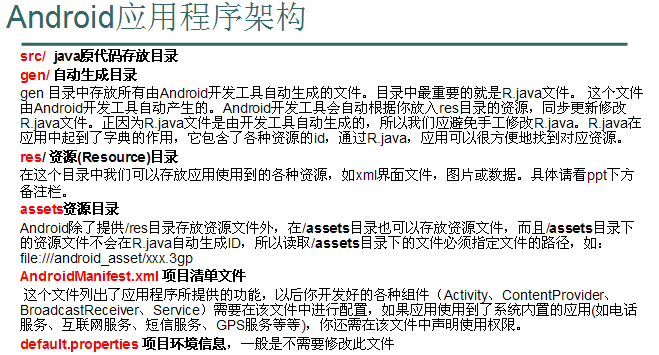 Android应用程序架构
src/ java原代码存放目录
gen/ 自动生成目录
gen 目录中存放所有由Android开发工具自动生成的文件。目录中最重要的就是R.java文件。 这个文件
由Android开发工具自动产生的。Android开发工具会自动根据你放入res目录的资源，同步更新修改
R.java文件。正因为R.java文件是由开发工具自动生成的，所以我们应避免手工修改R.java。R.java在
应用中起到了字典的作用，它包含了各种资源的id，通过R.java，应用可以很方便地找到对应资源。
res/ 资源(Resource)目录
在这个目录中我们可以存放应用使用到的各种资源，如xml界面文件，图片或数据。具体请看ppt下方
备注栏。
assets资源目录
Android除了提供/res目录存放资源文件外，在/assets目录也可以存放资源文件，而且/assets目录下
的资源文件不会在R.java自动生成ID，所以读取/assets目录下的文件必须指定文件的路径，如：
file:///android_asset/xxx.3gp
AndroidManifest.xml 项目清单文件
这个文件列出了应用程序所提供的功能，以后你开发好的各种组件（Activity、ContentProvider、
BroadcastReceiver、Service）需要在该文件中进行配置，如果应用使用到了系统内置的应用(如电话
服务、互联网服务、短信服务、GPS服务等等)，你还需在该文件中声明使用权限。
default.properties 项目环境信息，一般是不需要修改此文件